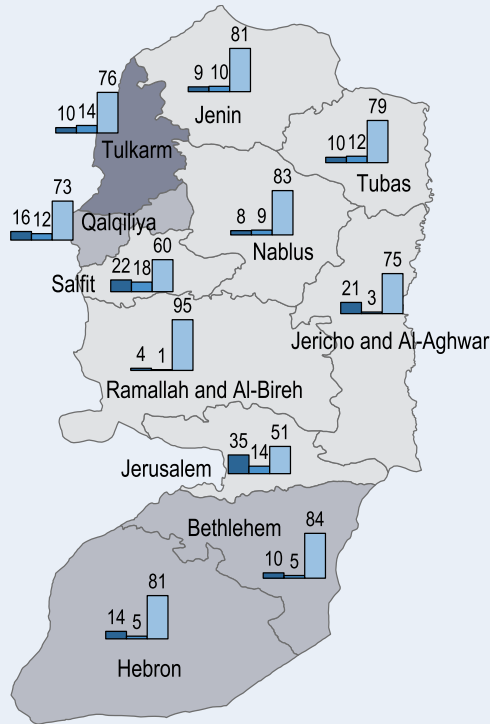 81
9 10
Jenin
76
10 14
Tulkarm
79
10 12
Tubas
73
16 12
Qalqiliya
83
8 9
Nablus
60
22 18
Salfit
75
21 3
Jericho and Al-Aghwar
95
4 1
Ramallah and Al-Bireh
51
35 14
Jerusalem
Bethlehem
84
10 5
81
14 5
Hebron